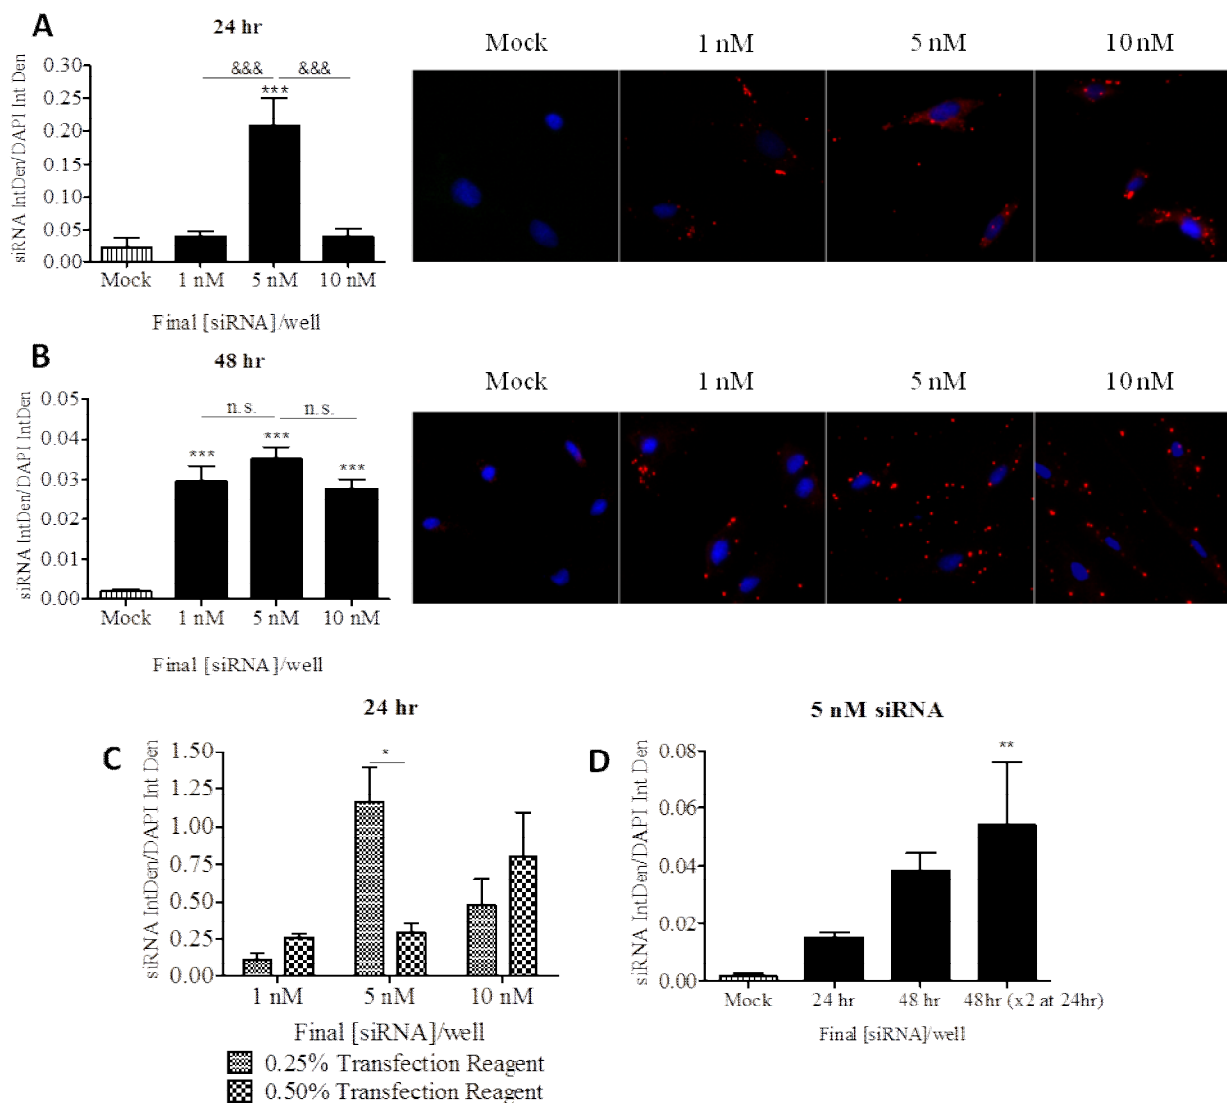 A
24 hr
Mock 1 nM 5 nM 10 nM
siRNA IntDen/DAPI Int Den
0.30
0.25
0.20
0.15
0.10
0.05
0.00
&&& &&&
***
Mock 1 nM 5 nM 10 nM
Final [siRNA]/well
B
48 hr
Mock 1 nM 5 nM 10 nM
siRNA IntDen/DAPI IntDen
0.05
0.04
0.03
0.02
0.01
0.00
n.s. n.s.
*** *** ***
Mock 1 nM 5 nM 10 nM
Final [siRNA]/well
C
24 hr
siRNA IntDen/DAPI Int Den
1.50
1.25
1.00
0.75
0.50
0.25
0.00
*
1 nM 5 nM 10 nM
Final [siRNA]/well
0.25% Transfection Reagent
0.50% Transfection Reagent
D
5 nM siRNA
siRNA IntDen/DAPI Int Den
0.08
0.06
0.04
0.02
0.00
**
Mock 24 hr 48 hr 48hr (x2 at 24hr)
Final [siRNA]/well